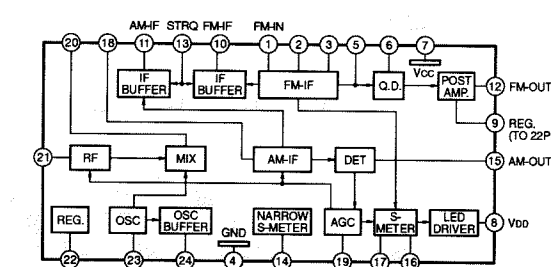 AM-IF STRQ FM-IF FM-IN
20 18 11 13 10 1 2 3 5 6 7
IF BUFFER
IF BUFFER
FM-IF
Q.D.
VCC
POST AMP.
12 FM-OUT
9 REG. (TO 22P
15 AM-OUT
21
RF
MIX
AM-IF
DET
REG.
OSC
OSC BUFFER
GND
NARROW S-METER
AGC
S-METER
LED DRIVER
8 VDD
22 23 24 4 14 19 17 16